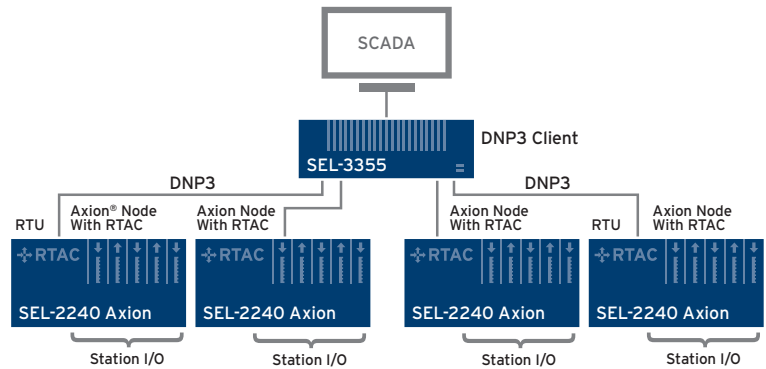 SCADA
DNP3 Client
SEL-3355
DNP3
DNP3
RTU
Axion® Node
With RTAC
Axion Node
With RTAC
Axion Node
With RTAC
RTU
Axion Node
With RTAC
RTAC
RTAC
RTAC
RTAC
SEL-2240 Axion
SEL-2240 Axion
SEL-2240 Axion
SEL-2240 Axion
Station I/O
Station I/O
Station I/O
Station I/O